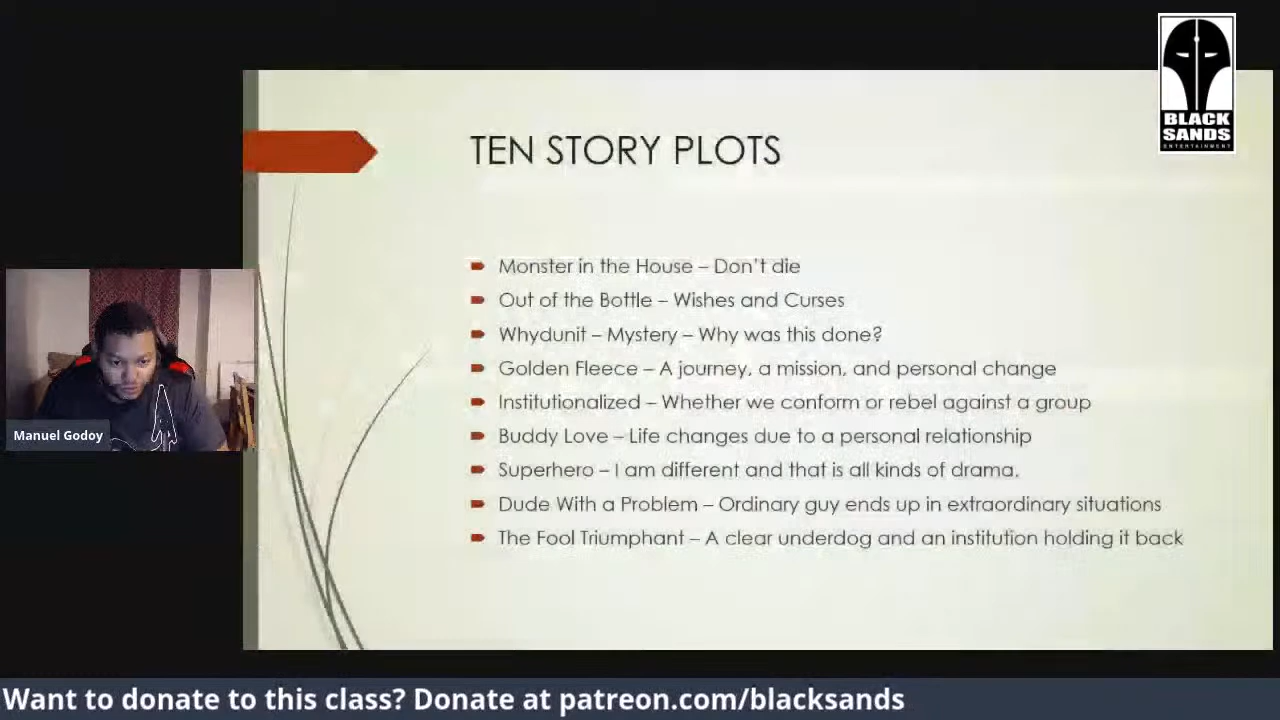 BLACK
SANDS
ENTERTAINMENT
TEN STORY PLOTS
Monster in the House – Don't die
Out of the Bottle – Wishes and Curses
Whydunit – Mystery – Why was this done?
Golden Fleece – A journey, a mission, and personal change
Institutionalized – Whether we conform or rebel against a group
Buddy Love – Life changes due to a personal relationship
Superhero – I am different and that is all kinds of drama.
Dude With a Problem – Ordinary guy ends up in extraordinary situations
The Fool Triumphant – A clear underdog and an institution holding it back
Manuel Godoy
Want to donate to this class? Donate at patreon.com/blacksands